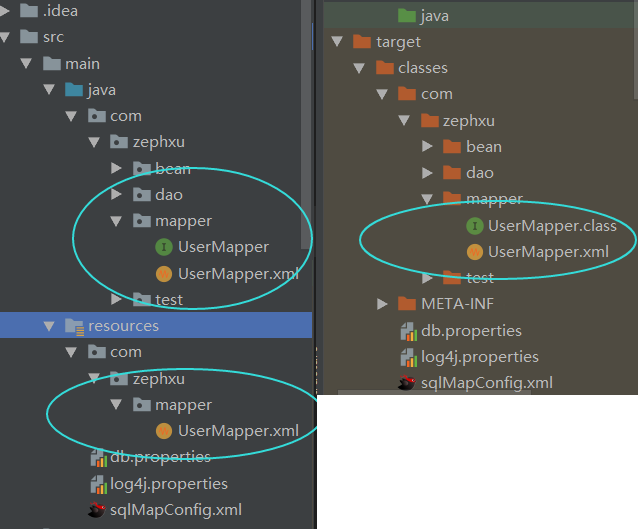 .idea
src
main
java
com
zephxu
bean
dao
mapper
UserMapper
UserMapper.xml
test
resources
com
zephxu
mapper
UserMapper.xml
db.properties
log4j.properties
sqlMapConfig.xml
java
target
classes
com
zephxu
bean
dao
mapper
UserMapper.class
UserMapper.xml
test
META-INF
db.properties
log4j.properties
sqlMapConfig.xml